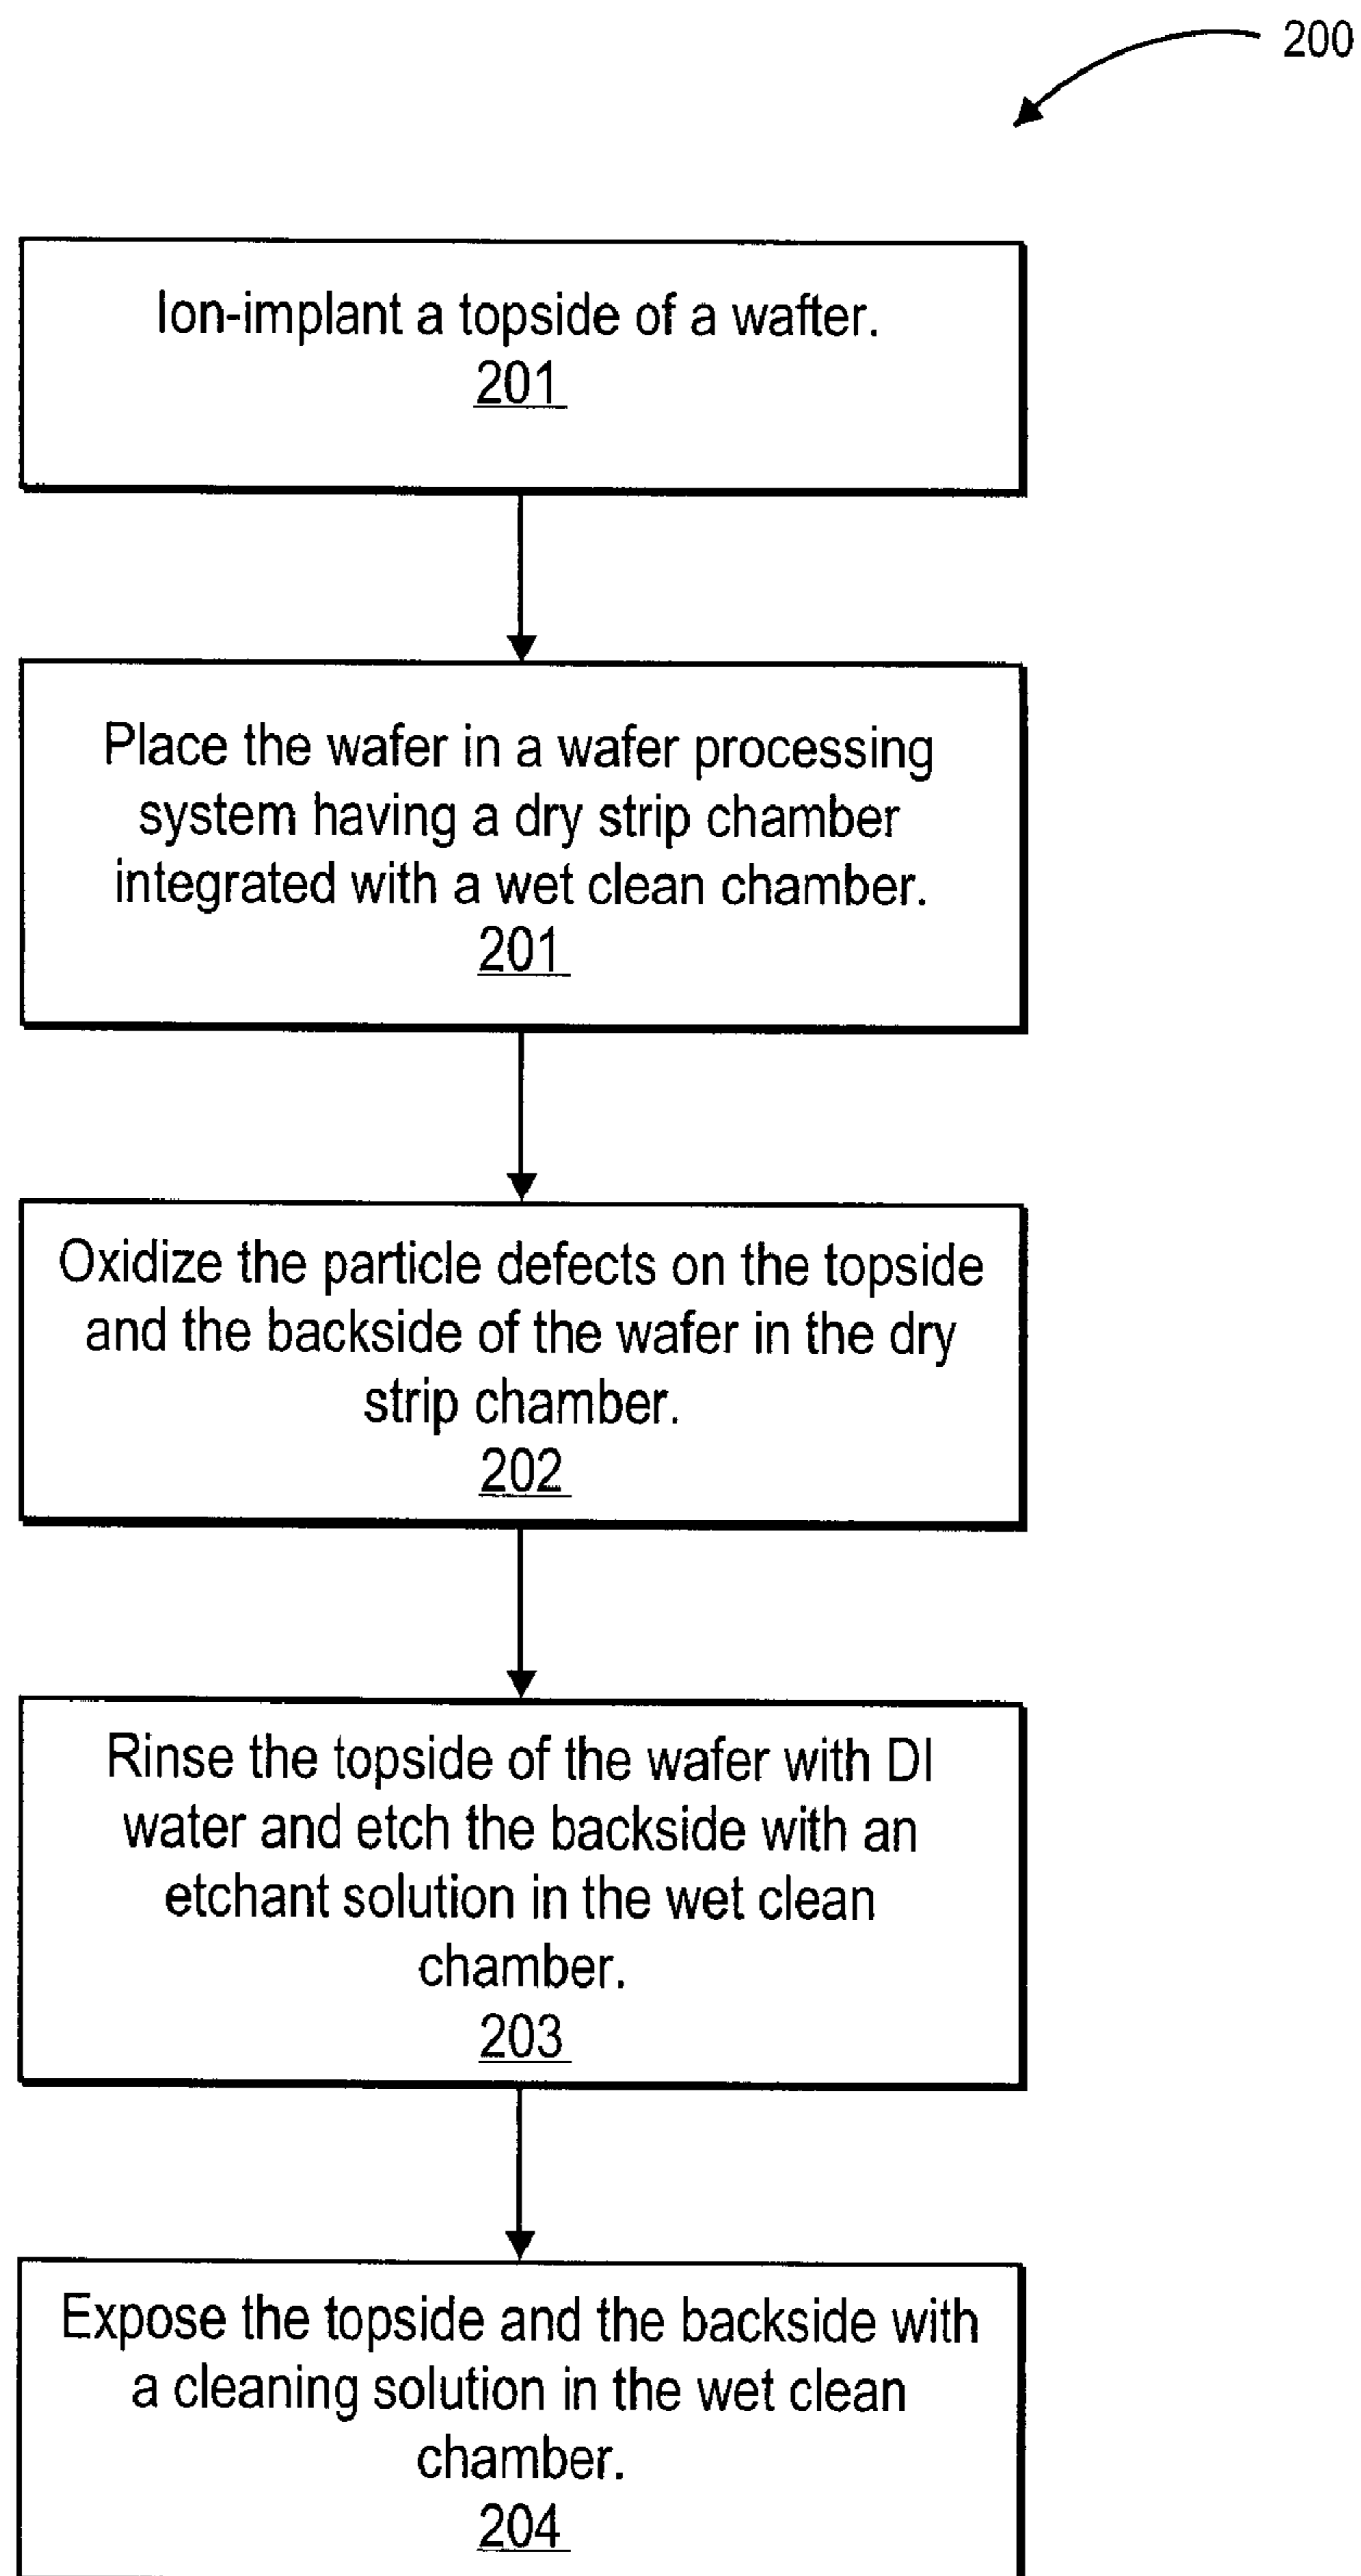 200
Ion-implant a topside of a wafter.
201
Place the wafer in a wafer processing
system having a dry strip chamber
integrated with a wet clean chamber.
201
Oxidize the particle defects on the topside
and the backside of the wafer in the dry
strip chamber.
202
Rinse the topside of the wafer with DI
water and etch the backside with an
etchant solution in the wet clean
chamber.
203
Expose the topside and the backside with
a cleaning solution in the wet clean
chamber.
204